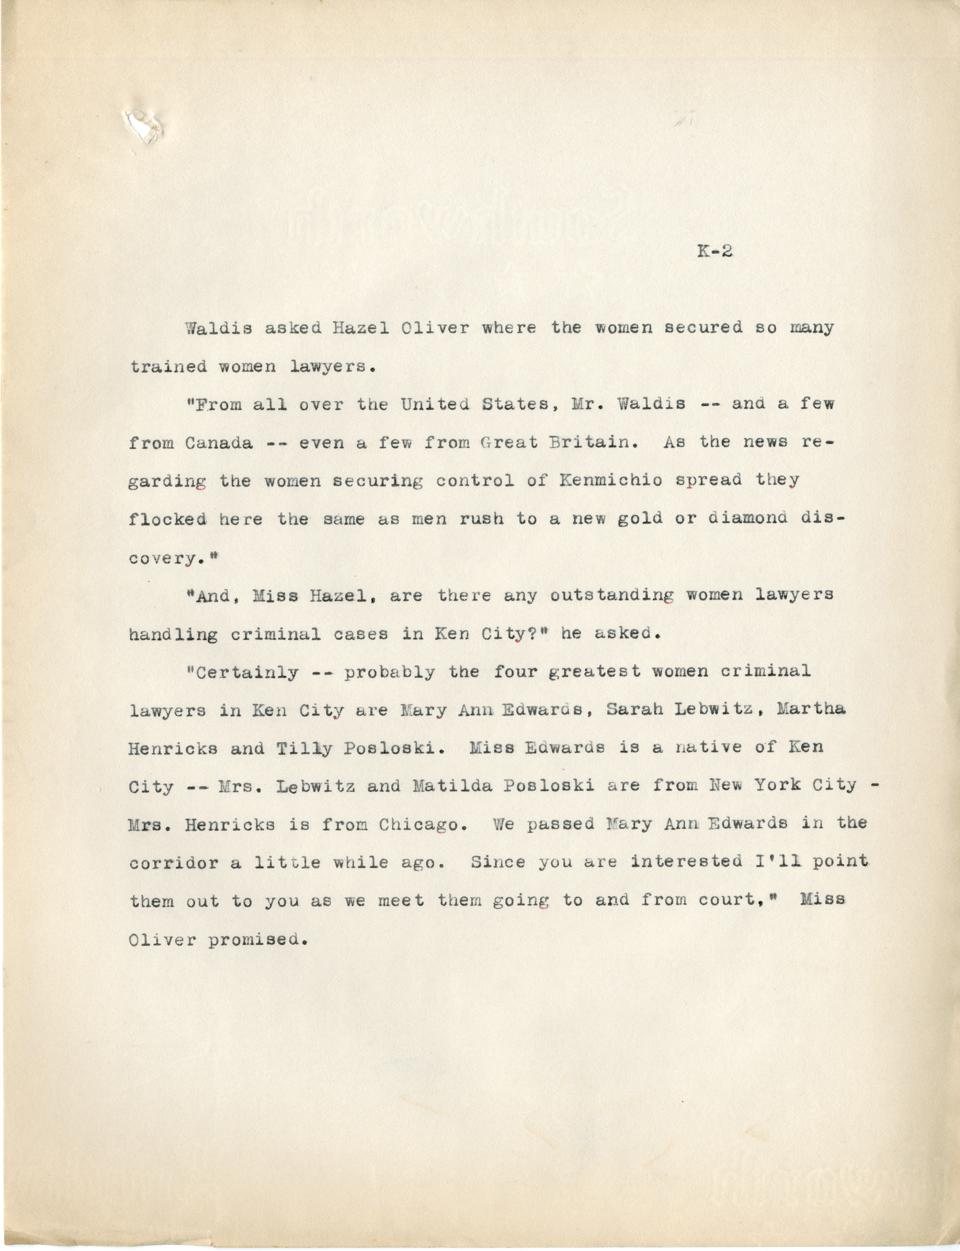 K-2
Waldis asked Hazel Oliver where the women secured so many
trained women lawyers.
"From all over the United States, Mr. Waldis -- and a few
from Canada -- even a few from Great Britain.  As the news re-
garding the women securing control of Kenmichio spread they
flocked here the same as men rush to a new gold or diamond dis-
covery."
"And, Miss Hazel, are there any outstanding women lawyers
handling criminal cases in Ken City?" he asked.
"Certainly -- probably the four greatest women criminal
lawyers in Ken City are Mary Ann Edwards, Sarah Lebwitz, Martha
Henricks and Tilly Posloski.  Miss Edwards is a native of Ken
City -- Mrs. Lebwitz and Matilda Posloski are from New York City -
Mrs. Henricks is from Chicago.  We passed Mary Ann Edwards in the
corridor a little while ago.  Since you are interested I'll point
them out to you as we meet them going to and from court,"  Miss
Oliver promised.